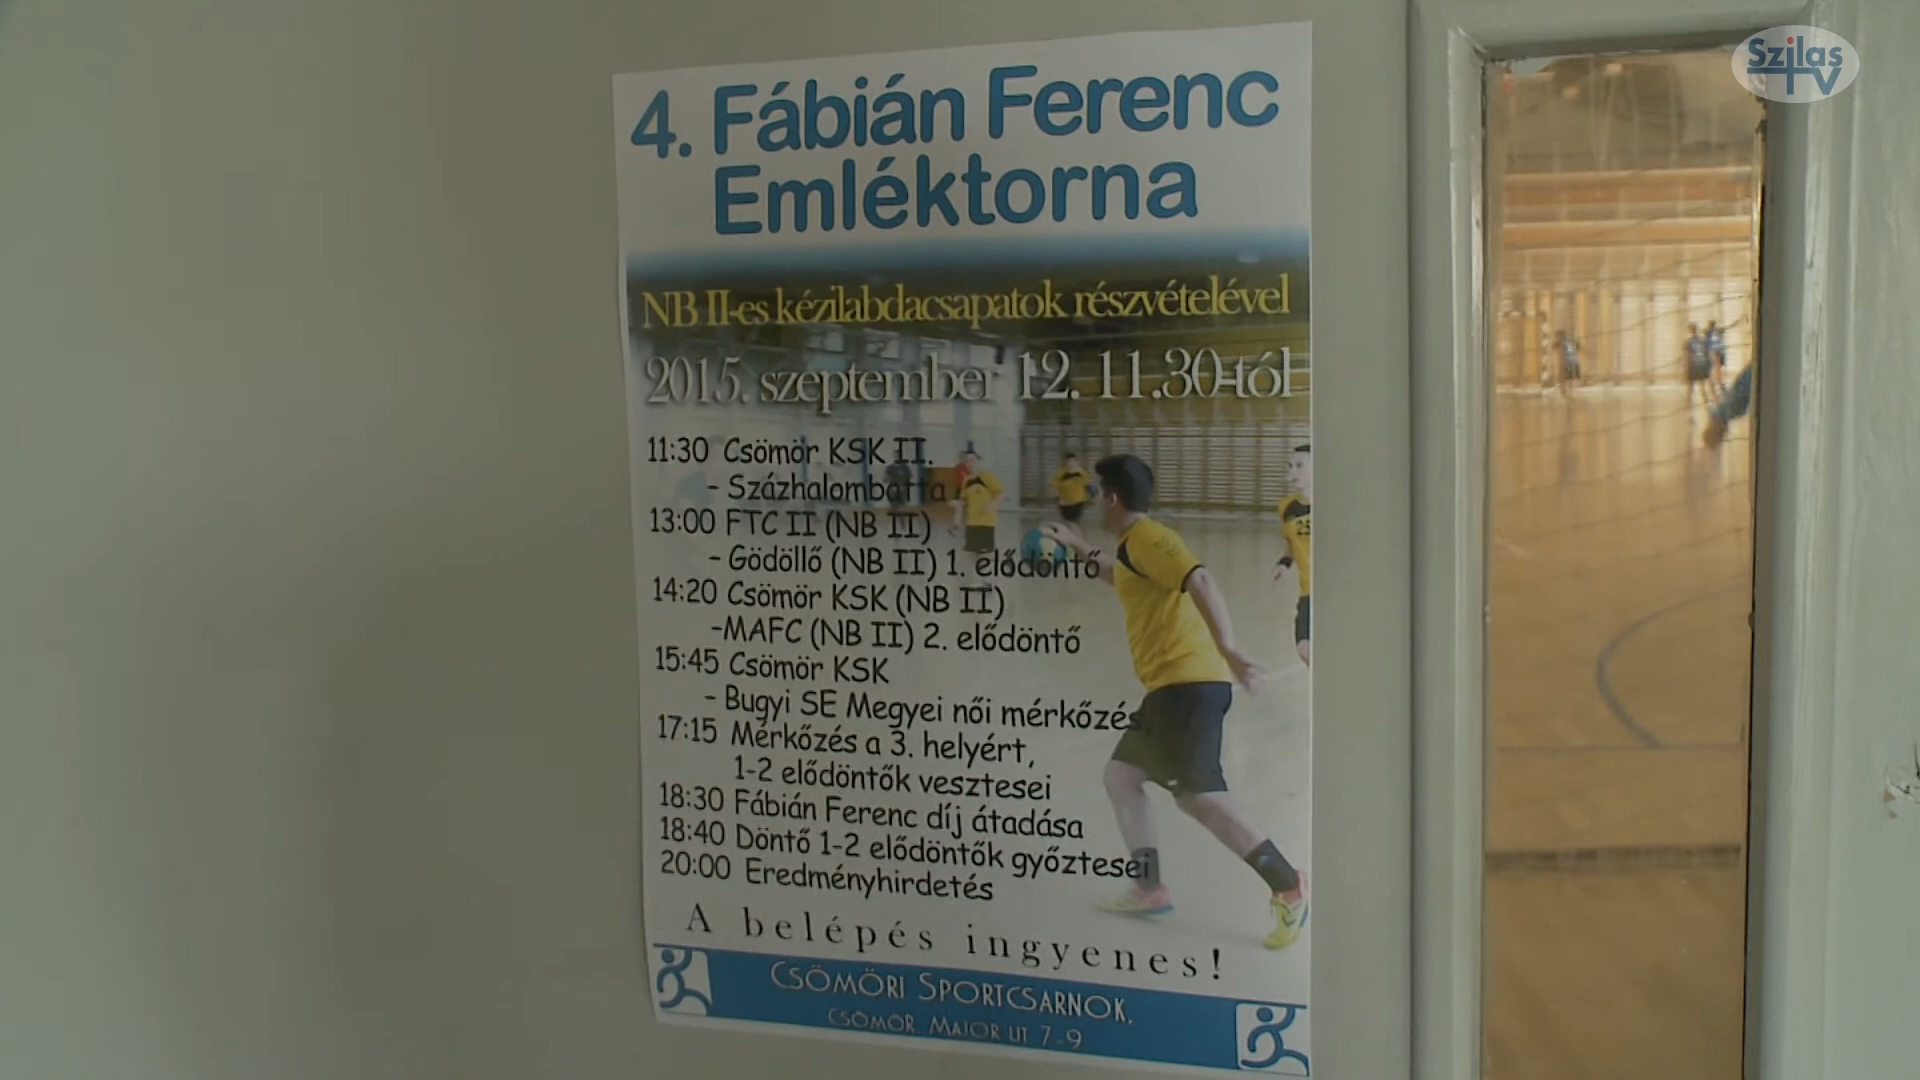 Szilas
TV
4. Fábián Ferenc
Emléktorna
NB II-es kézilabdacsapatok részvételével
2015. szeptember 12. 11.30-tól
11:30 Csömör KSK II.
- Százhalombatta
13:00 FTC II (NB II)
- Gödöllő (NB II) 1. elődöntő
14:20 Csömör KSK (NB II)
-MAFC (NB II) 2. elődöntő
15:45 Csömör KSK
- Bugyi SE Megyei női mérkőzés,
17:15 Mérkőzés a 3. helyért,
1-2 elődöntők vesztesei
18:30 Fábián Ferenc díj átadása
18:40 Döntő 1-2 elődöntők győztesei
20:00 Eredményhirdetés
A belépés ingyenes!
CSÖMÖRI SPORTCSARNOK.
CSÖMÖR MAJOR UT 7-9
25